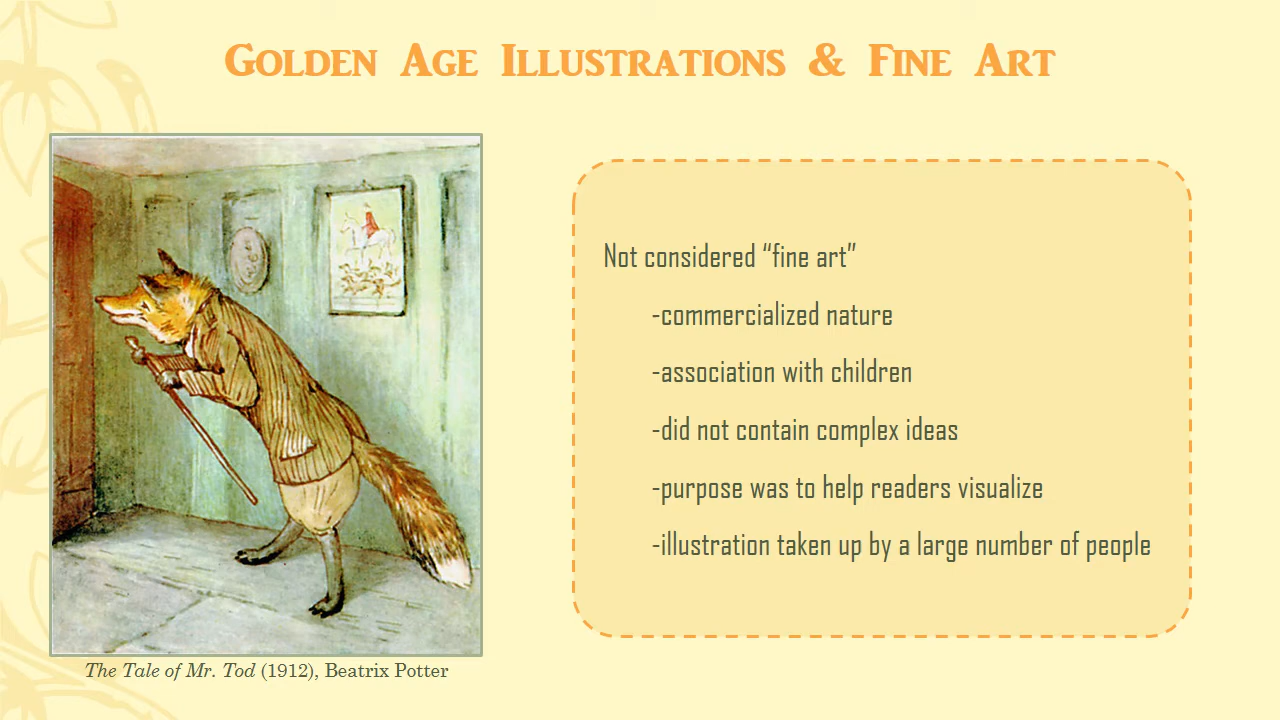 Golden Age Illustrations & Fine Art
Not considered “fine art”
-commercialized nature
-association with children
-did not contain complex ideas
-purpose was to help readers visualize
-illustration taken up by a large number of people
The Tale of Mr. Tod (1912), Beatrix Potter